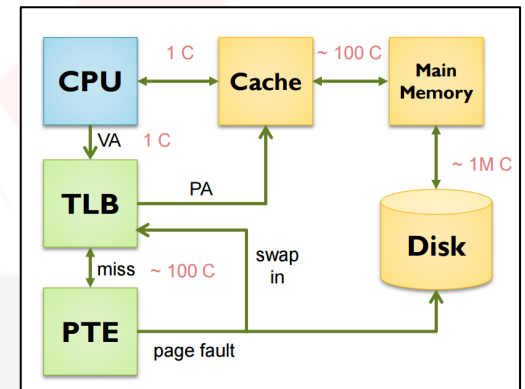 1 C
~ 100 C
CPU
Cache
Main
Memory
VA
1 C
~ 1M C
TLB
PA
Disk
swap
in
miss
~ 100 C
PTE
page fault